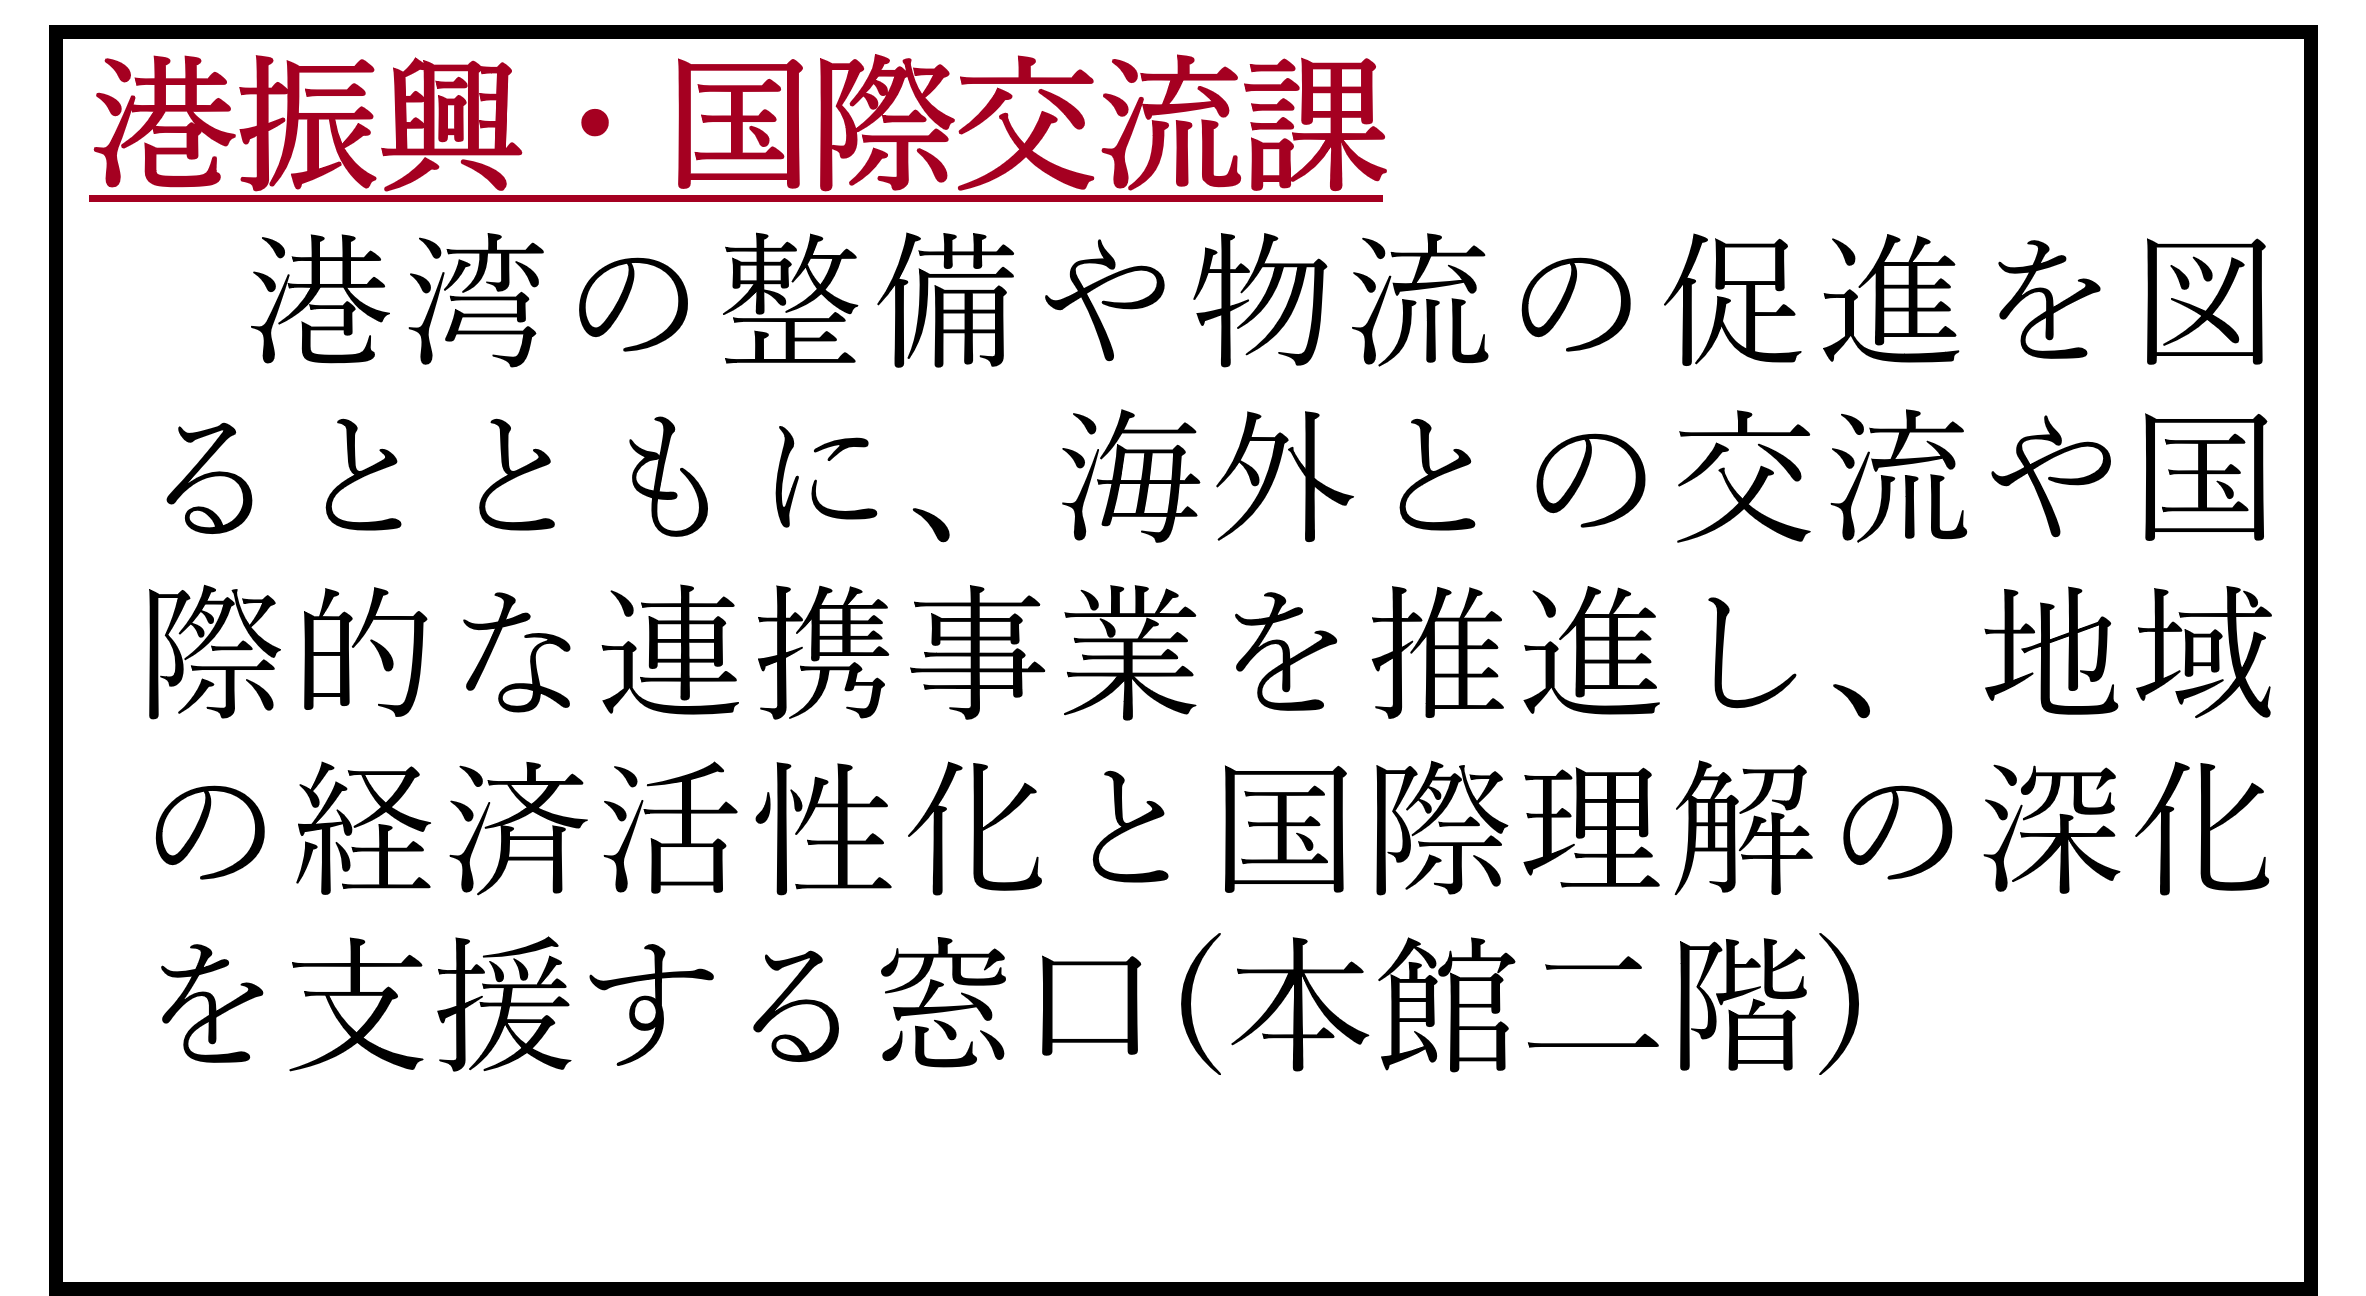 港振興・国際交流課
港湾の整備や物流の促進を図
るとともに、海外との交流や国
際的な連携事業を推進し、地域
の経済活性化と国際理解の深化
を支援する窓口(本館二階)